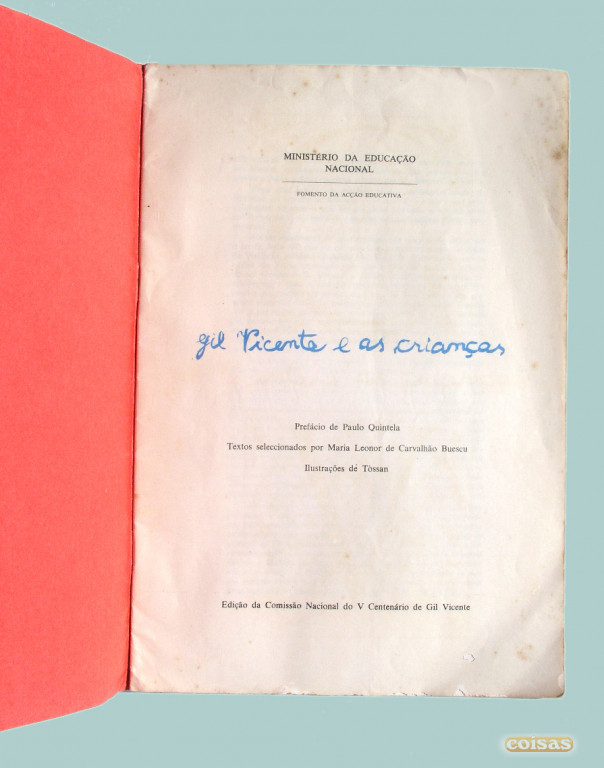 MINISTÉRIO DA EDUCAÇÃO
NACIONAL
FOMENTO DA ACÇÃO EDUCATIVA
gil Vicente e as crianças
Prefácio de Paulo Quintela
Textos seleccionados por Maria Leonor de Carvalhão Buescu
Ilustrações de Tòssan
Edição da Comissão Nacional do V Centenário de Gil Vicente
coisas